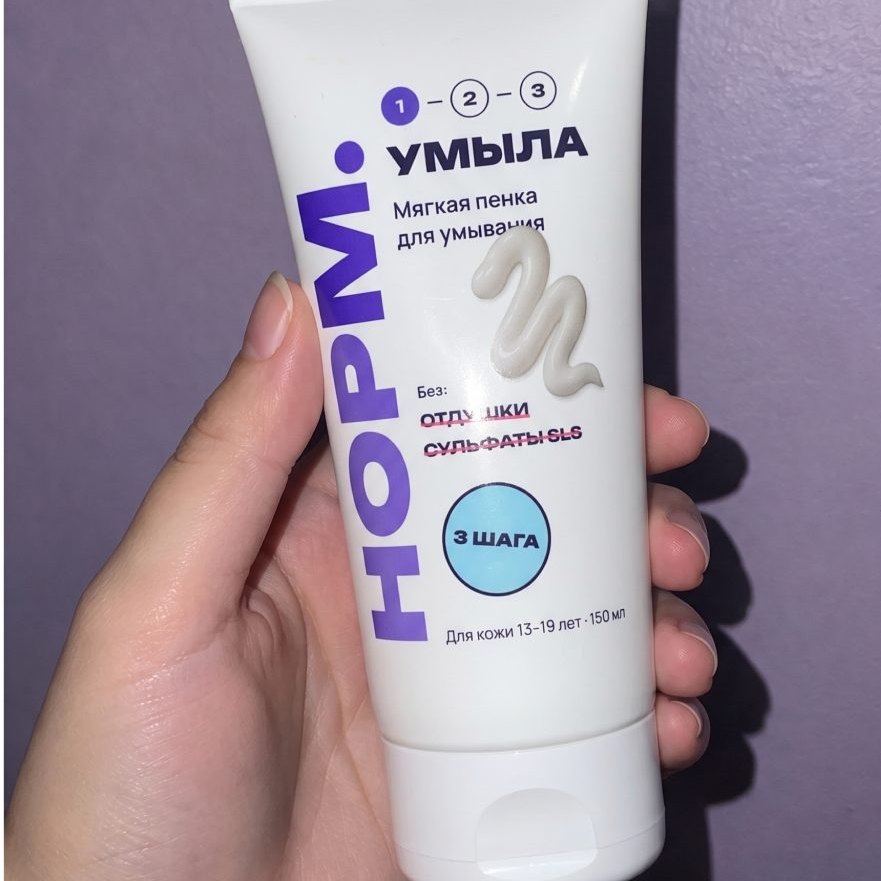 1 – 2 – 3
УМЫЛА
Мягкая пенка
для умывания
НОРМ.
Без:
ОТДУШКИ
СУЛЬФАТЫ SLS
3 ШАГА
Для кожи 13-19 лет · 150 мл